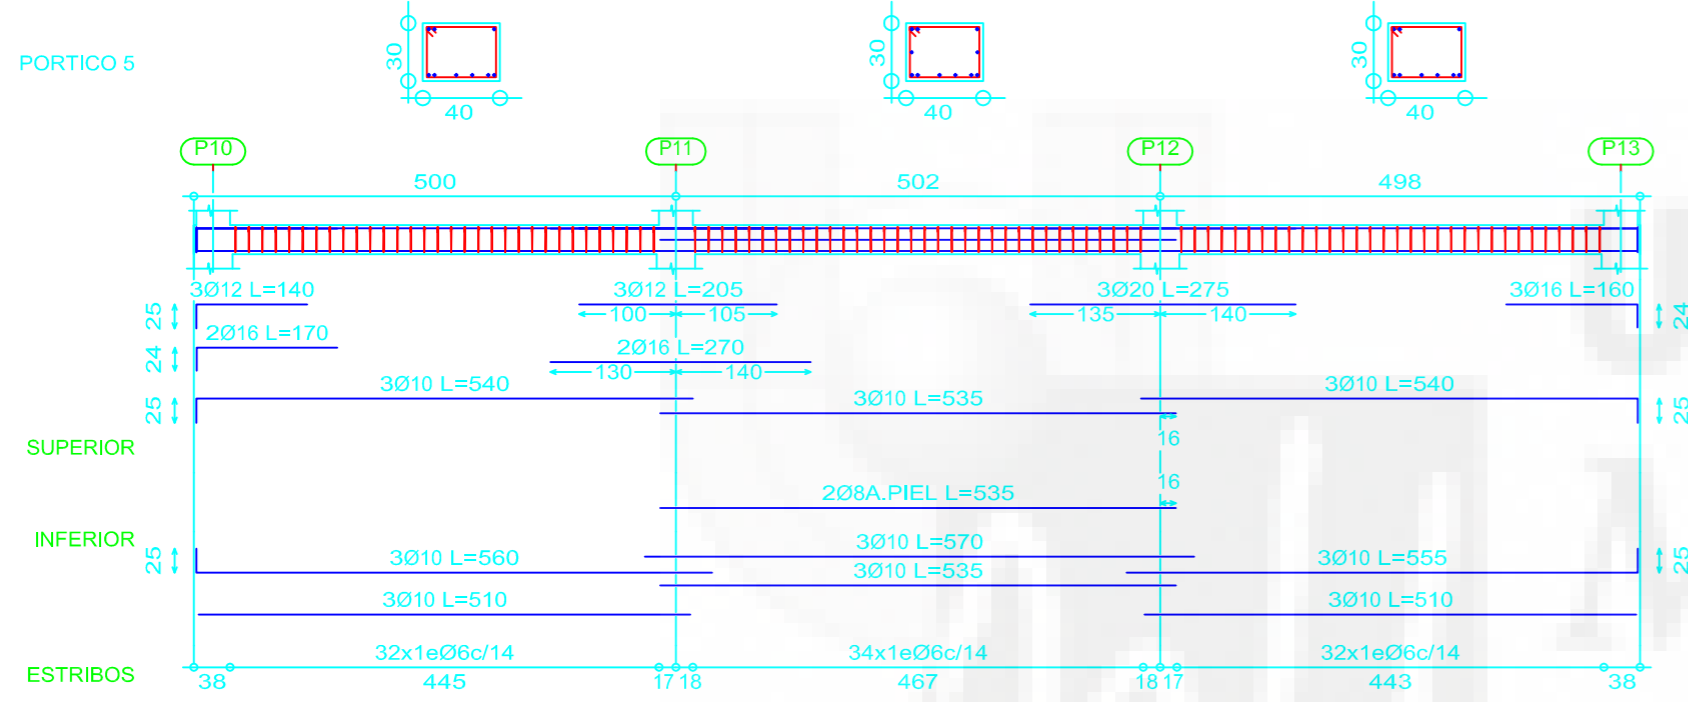 30 30 30
PORTICO 5
40 40 40
P10 P11 P12 P13
500 502 498
3Ø12 L=140 3Ø12 L=205 3Ø20 L=275 3Ø16 L=160
25 100 105 135 140 24
2Ø16 L=170 2Ø16 L=270
24 130 140
3Ø10 L=540 3Ø10 L=535 3Ø10 L=540
25 25
16
SUPERIOR
16
2Ø8A.PIEL L=535
INFERIOR
3Ø10 L=570
25 3Ø10 L=560 3Ø10 L=555 25
3Ø10 L=535
3Ø10 L=510 3Ø10 L=510
32x1eØ6c/14 34x1eØ6c/14 32x1eØ6c/14
ESTRIBOS
38 445 17 18 467 18 17 443 38